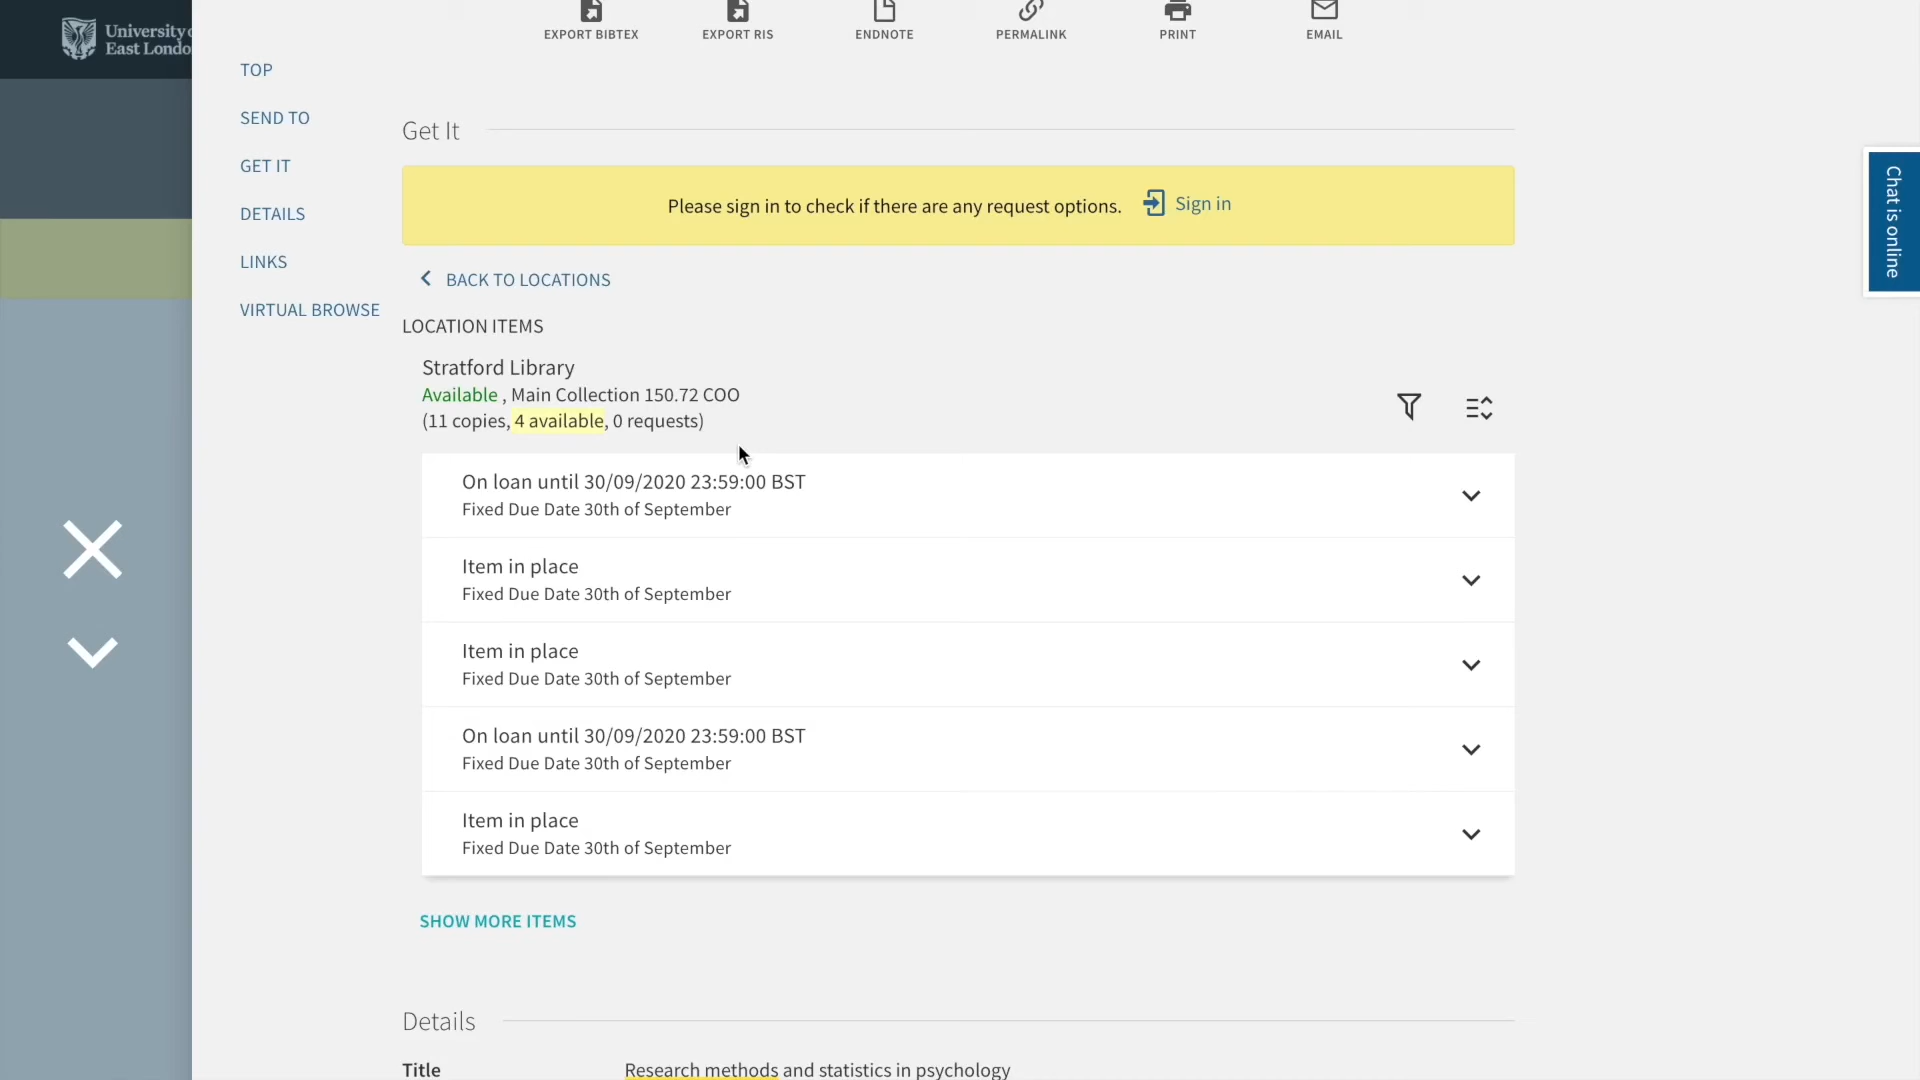 University
East Londo
EXPORT BIBTEX
EXPORT RIS
ENDNOTE
PERMALINK
PRINT
EMAIL
TOP
SEND TO
GET IT
DETAILS
LINKS
VIRTUAL BROWSE
Get It
Please sign in to check if there are any request options. Sign in
BACK TO LOCATIONS
LOCATION ITEMS
Stratford Library
Available , Main Collection 150.72 COO
(11 copies, 4 available, 0 requests)
On loan until 30/09/2020 23:59:00 BST
Fixed Due Date 30th of September
Item in place
Fixed Due Date 30th of September
Item in place
Fixed Due Date 30th of September
On loan until 30/09/2020 23:59:00 BST
Fixed Due Date 30th of September
Item in place
Fixed Due Date 30th of September
SHOW MORE ITEMS
Details
Title Research methods and statistics in psychology
Chat is online